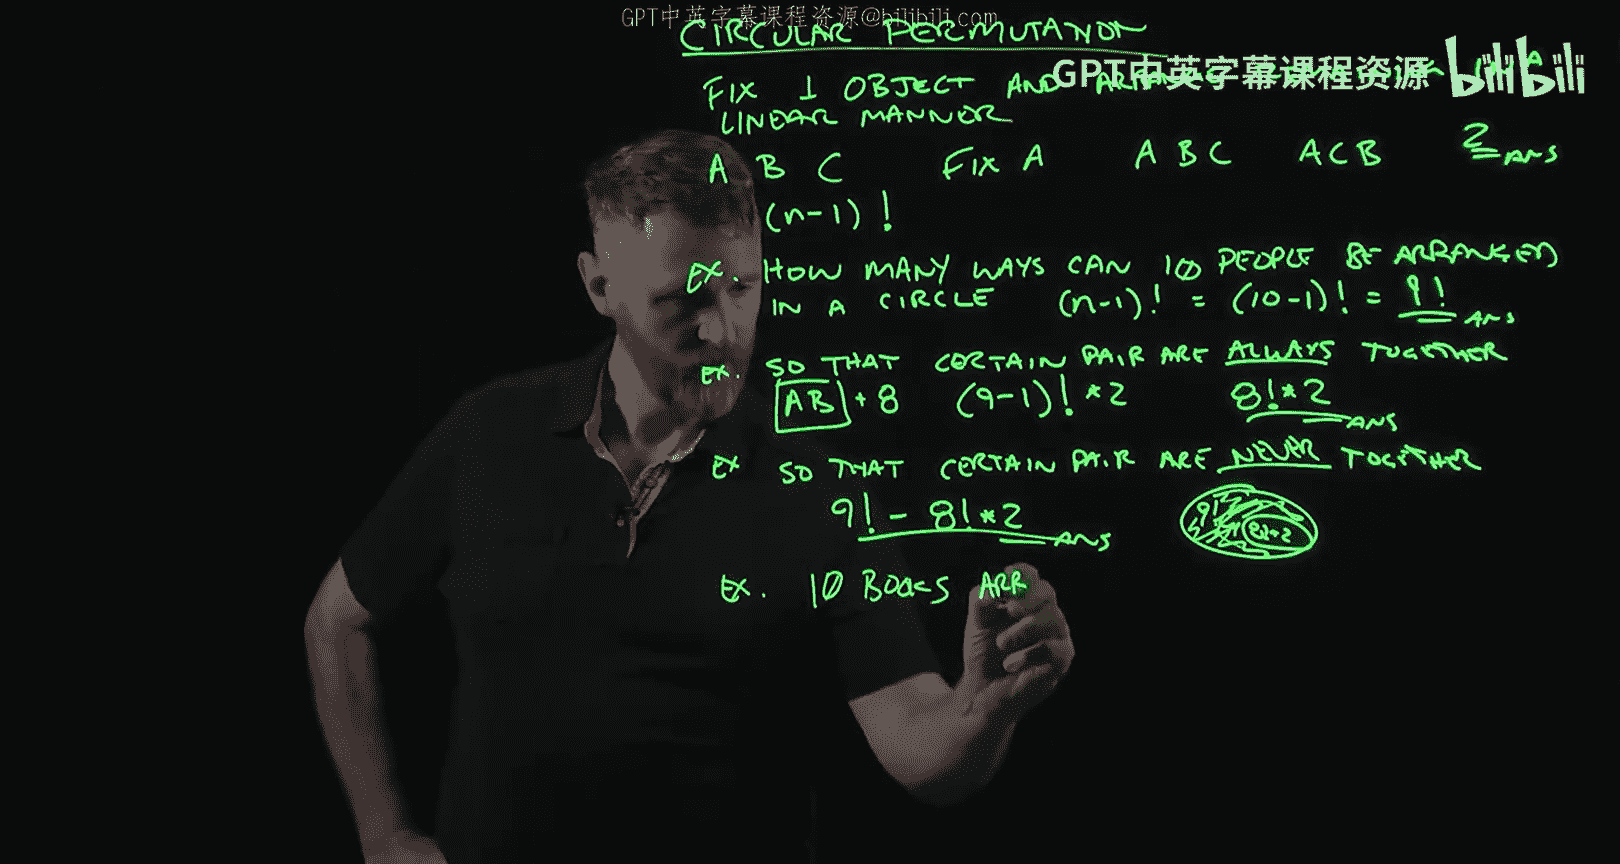 GPT中英字幕课程资源@bilibili.com
CIRCULAR PERMUTATION
GPT中英字幕课程资源 bilibili
FIX 1 OBJECT AND A
LINEAR MANNER
A B C FIX A A B C A C B 2 ANS
(n-1)!
EX. HOW MANY WAYS CAN 10 PEOPLE BE ARRANGED
IN A CIRCLE (n-1)! = (10-1)! = 9! ANS
EX. SO THAT CERTAIN PAIR ARE ALWAYS TOGETHER
AB + 8 (9-1)! * 2 8! * 2 ANS
EX SO THAT CERTAIN PAIR ARE NEVER TOGETHER
9! - 8! * 2 ANS 9! 8!*2
EX. 10 BOOKS ARR